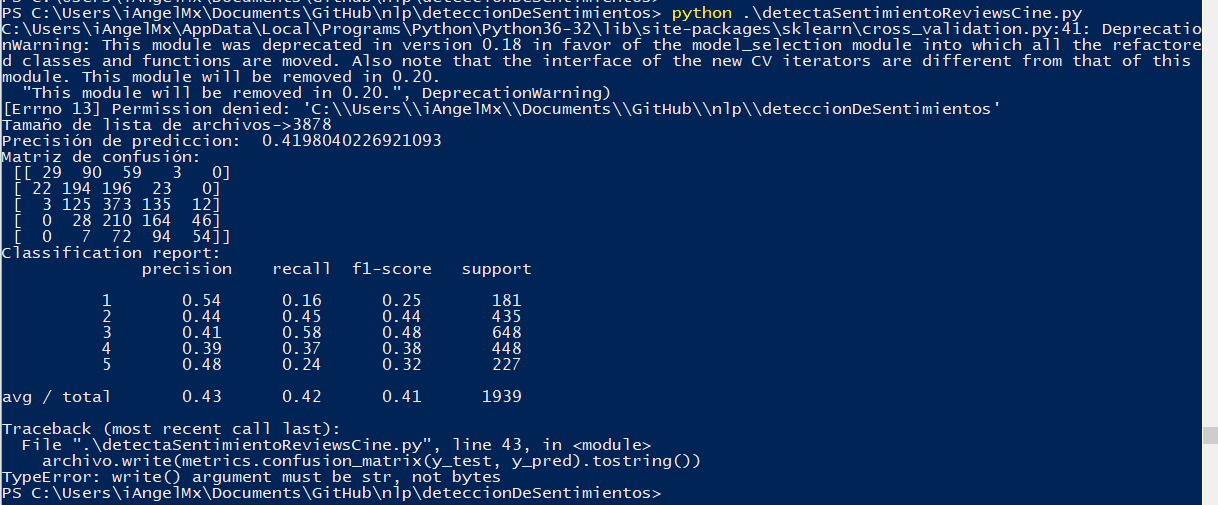 PS C:\Users\iAngelMx\Documents\GitHub\nlp\deteccionDeSentimientos>
PS C:\Users\iAngelMx\Documents\GitHub\nlp\deteccionDeSentimientos> python .\detectaSentimientoReviewsCine.py
C:\Users\iAngelMx\AppData\Local\Programs\Python\Python36-32\lib\site-packages\sklearn\cross_validation.py:41: Deprecatio
nWarning: This module was deprecated in version 0.18 in favor of the model_selection module into which all the refactore
d classes and functions are moved. Also note that the interface of the new CV iterators are different from that of this
module. This module will be removed in 0.20.
  "This module will be removed in 0.20.", DeprecationWarning)
[Errno 13] Permission denied: 'C:\\Users\\iAngelMx\\Documents\\GitHub\\nlp\\deteccionDeSentimientos'
Tamaño de lista de archivos->3878
Precisión de prediccion:  0.4198040226921093
Matriz de confusión:
 [[ 29  90  59   3   0]
 [ 22 194 196  23   0]
 [  3 125 373 135  12]
 [  0  28 210 164  46]
 [  0   7  72  94  54]]
Classification report:
              precision    recall  f1-score   support

          1       0.54      0.16      0.25       181
          2       0.44      0.45      0.44       435
          3       0.41      0.58      0.48       648
          4       0.39      0.37      0.38       448
          5       0.48      0.24      0.32       227

avg / total       0.43      0.42      0.41      1939

Traceback (most recent call last):
  File ".\detectaSentimientoReviewsCine.py", line 43, in <module>
    archivo.write(metrics.confusion_matrix(y_test, y_pred).tostring())
TypeError: write() argument must be str, not bytes
PS C:\Users\iAngelMx\Documents\GitHub\nlp\deteccionDeSentimientos>